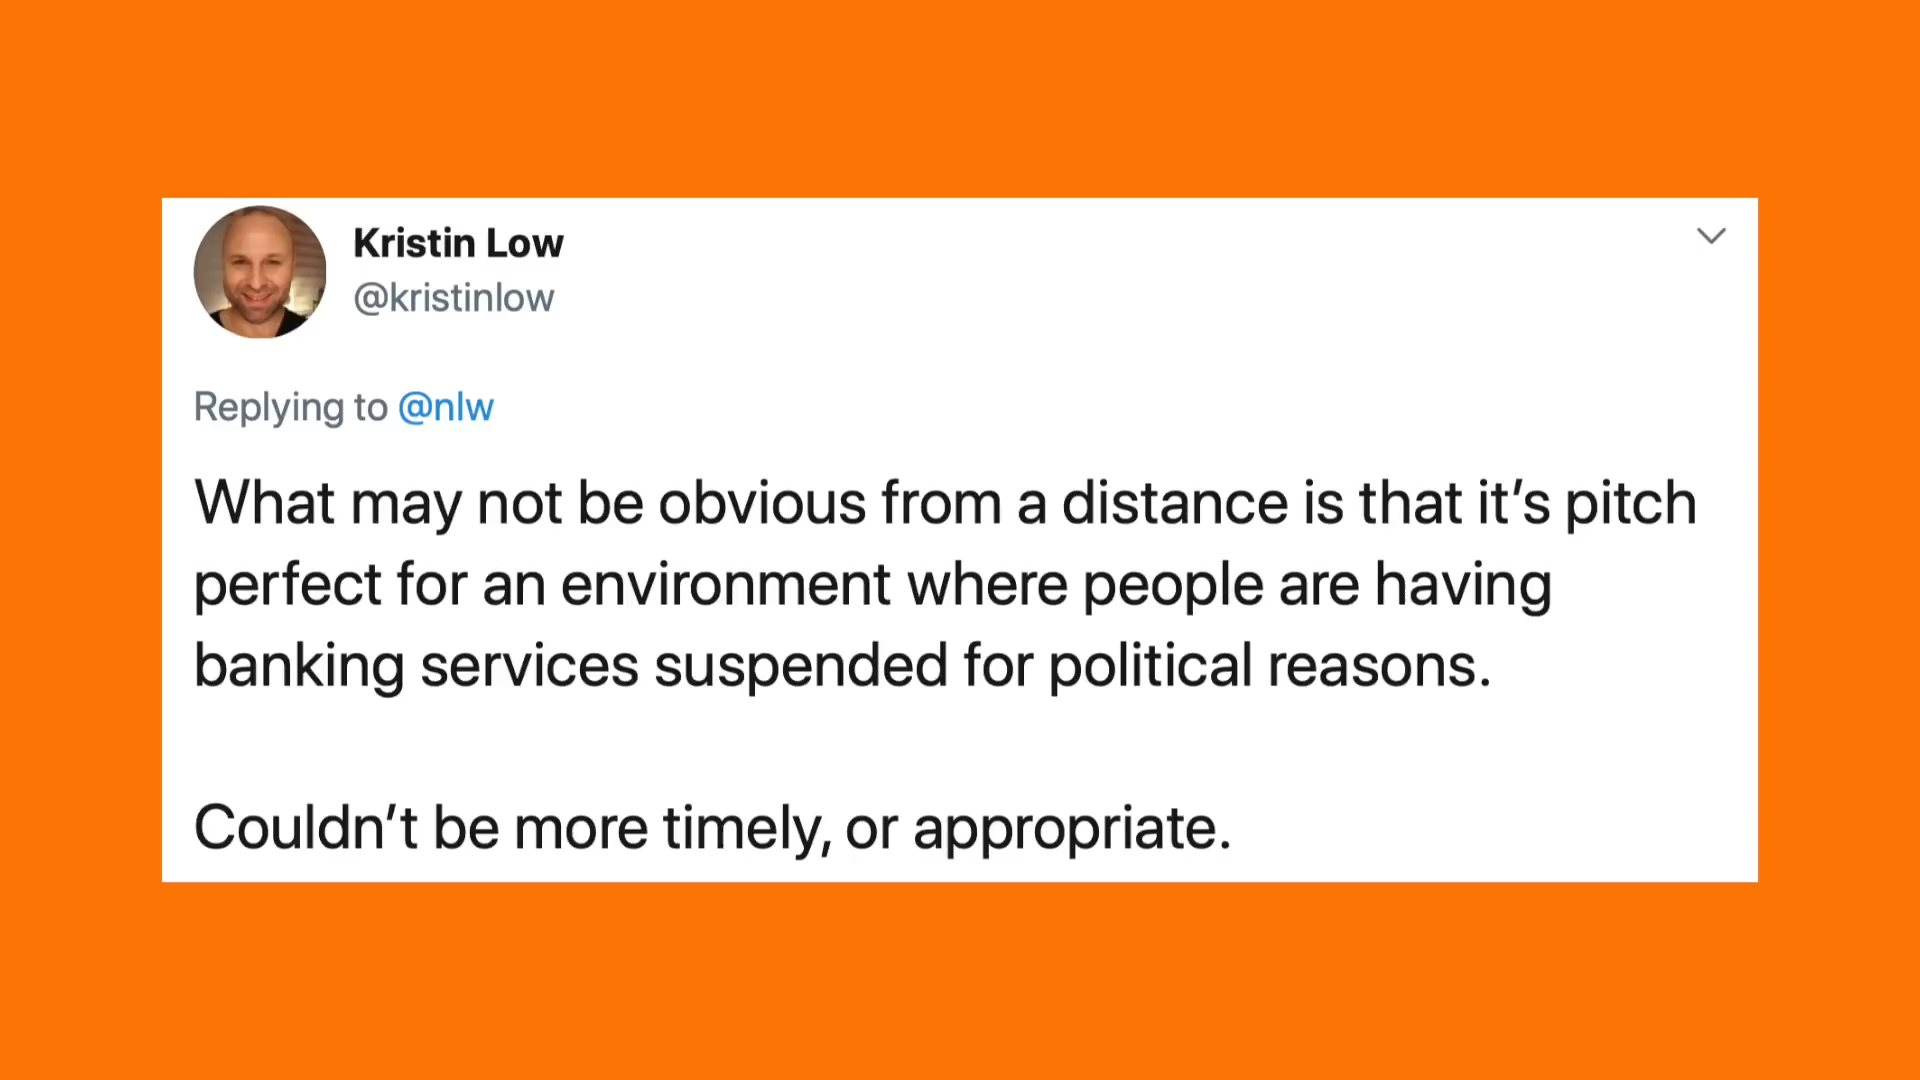 Kristin Low
@kristinlow
Replying to @nlw
What may not be obvious from a distance is that it’s pitch
perfect for an environment where people are having
banking services suspended for political reasons.
Couldn’t be more timely, or appropriate.